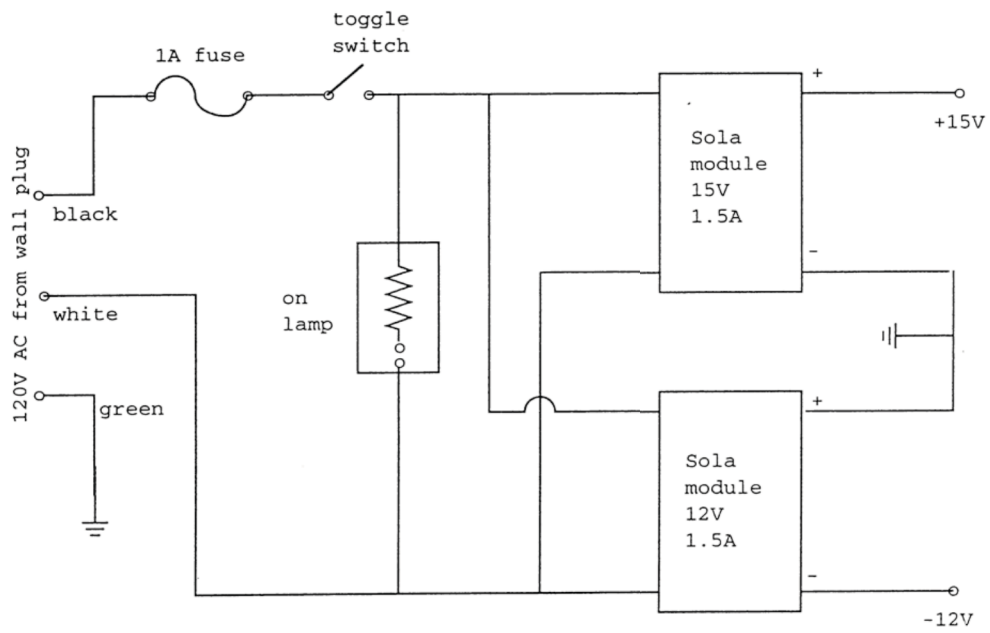 toggle
switch
1A fuse
+
+15V
Sola
module
15V
1.5A
-
120V AC from wall plug
black
white
green
on
lamp
+
Sola
module
12V
1.5A
-
-12V